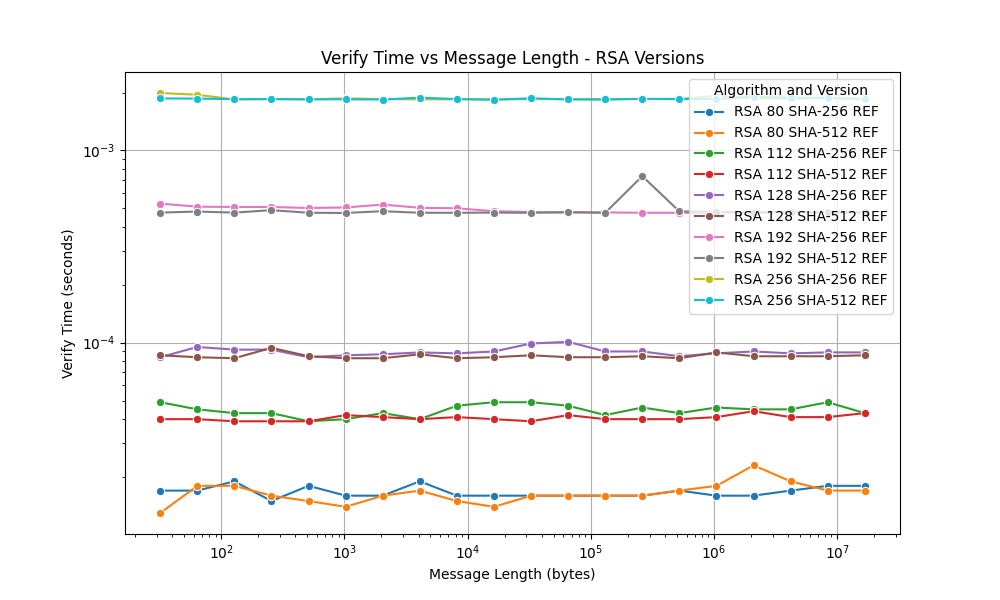 Verify Time vs Message Length - RSA Versions
Algorithm and Version
RSA 80 SHA-256 REF
RSA 80 SHA-512 REF
RSA 112 SHA-256 REF
RSA 112 SHA-512 REF
RSA 128 SHA-256 REF
RSA 128 SHA-512 REF
RSA 192 SHA-256 REF
RSA 192 SHA-512 REF
RSA 256 SHA-256 REF
RSA 256 SHA-512 REF
Verify Time (seconds)
10⁻³
10⁻⁴
10² 10³ 10⁴ 10⁵ 10⁶ 10⁷
Message Length (bytes)